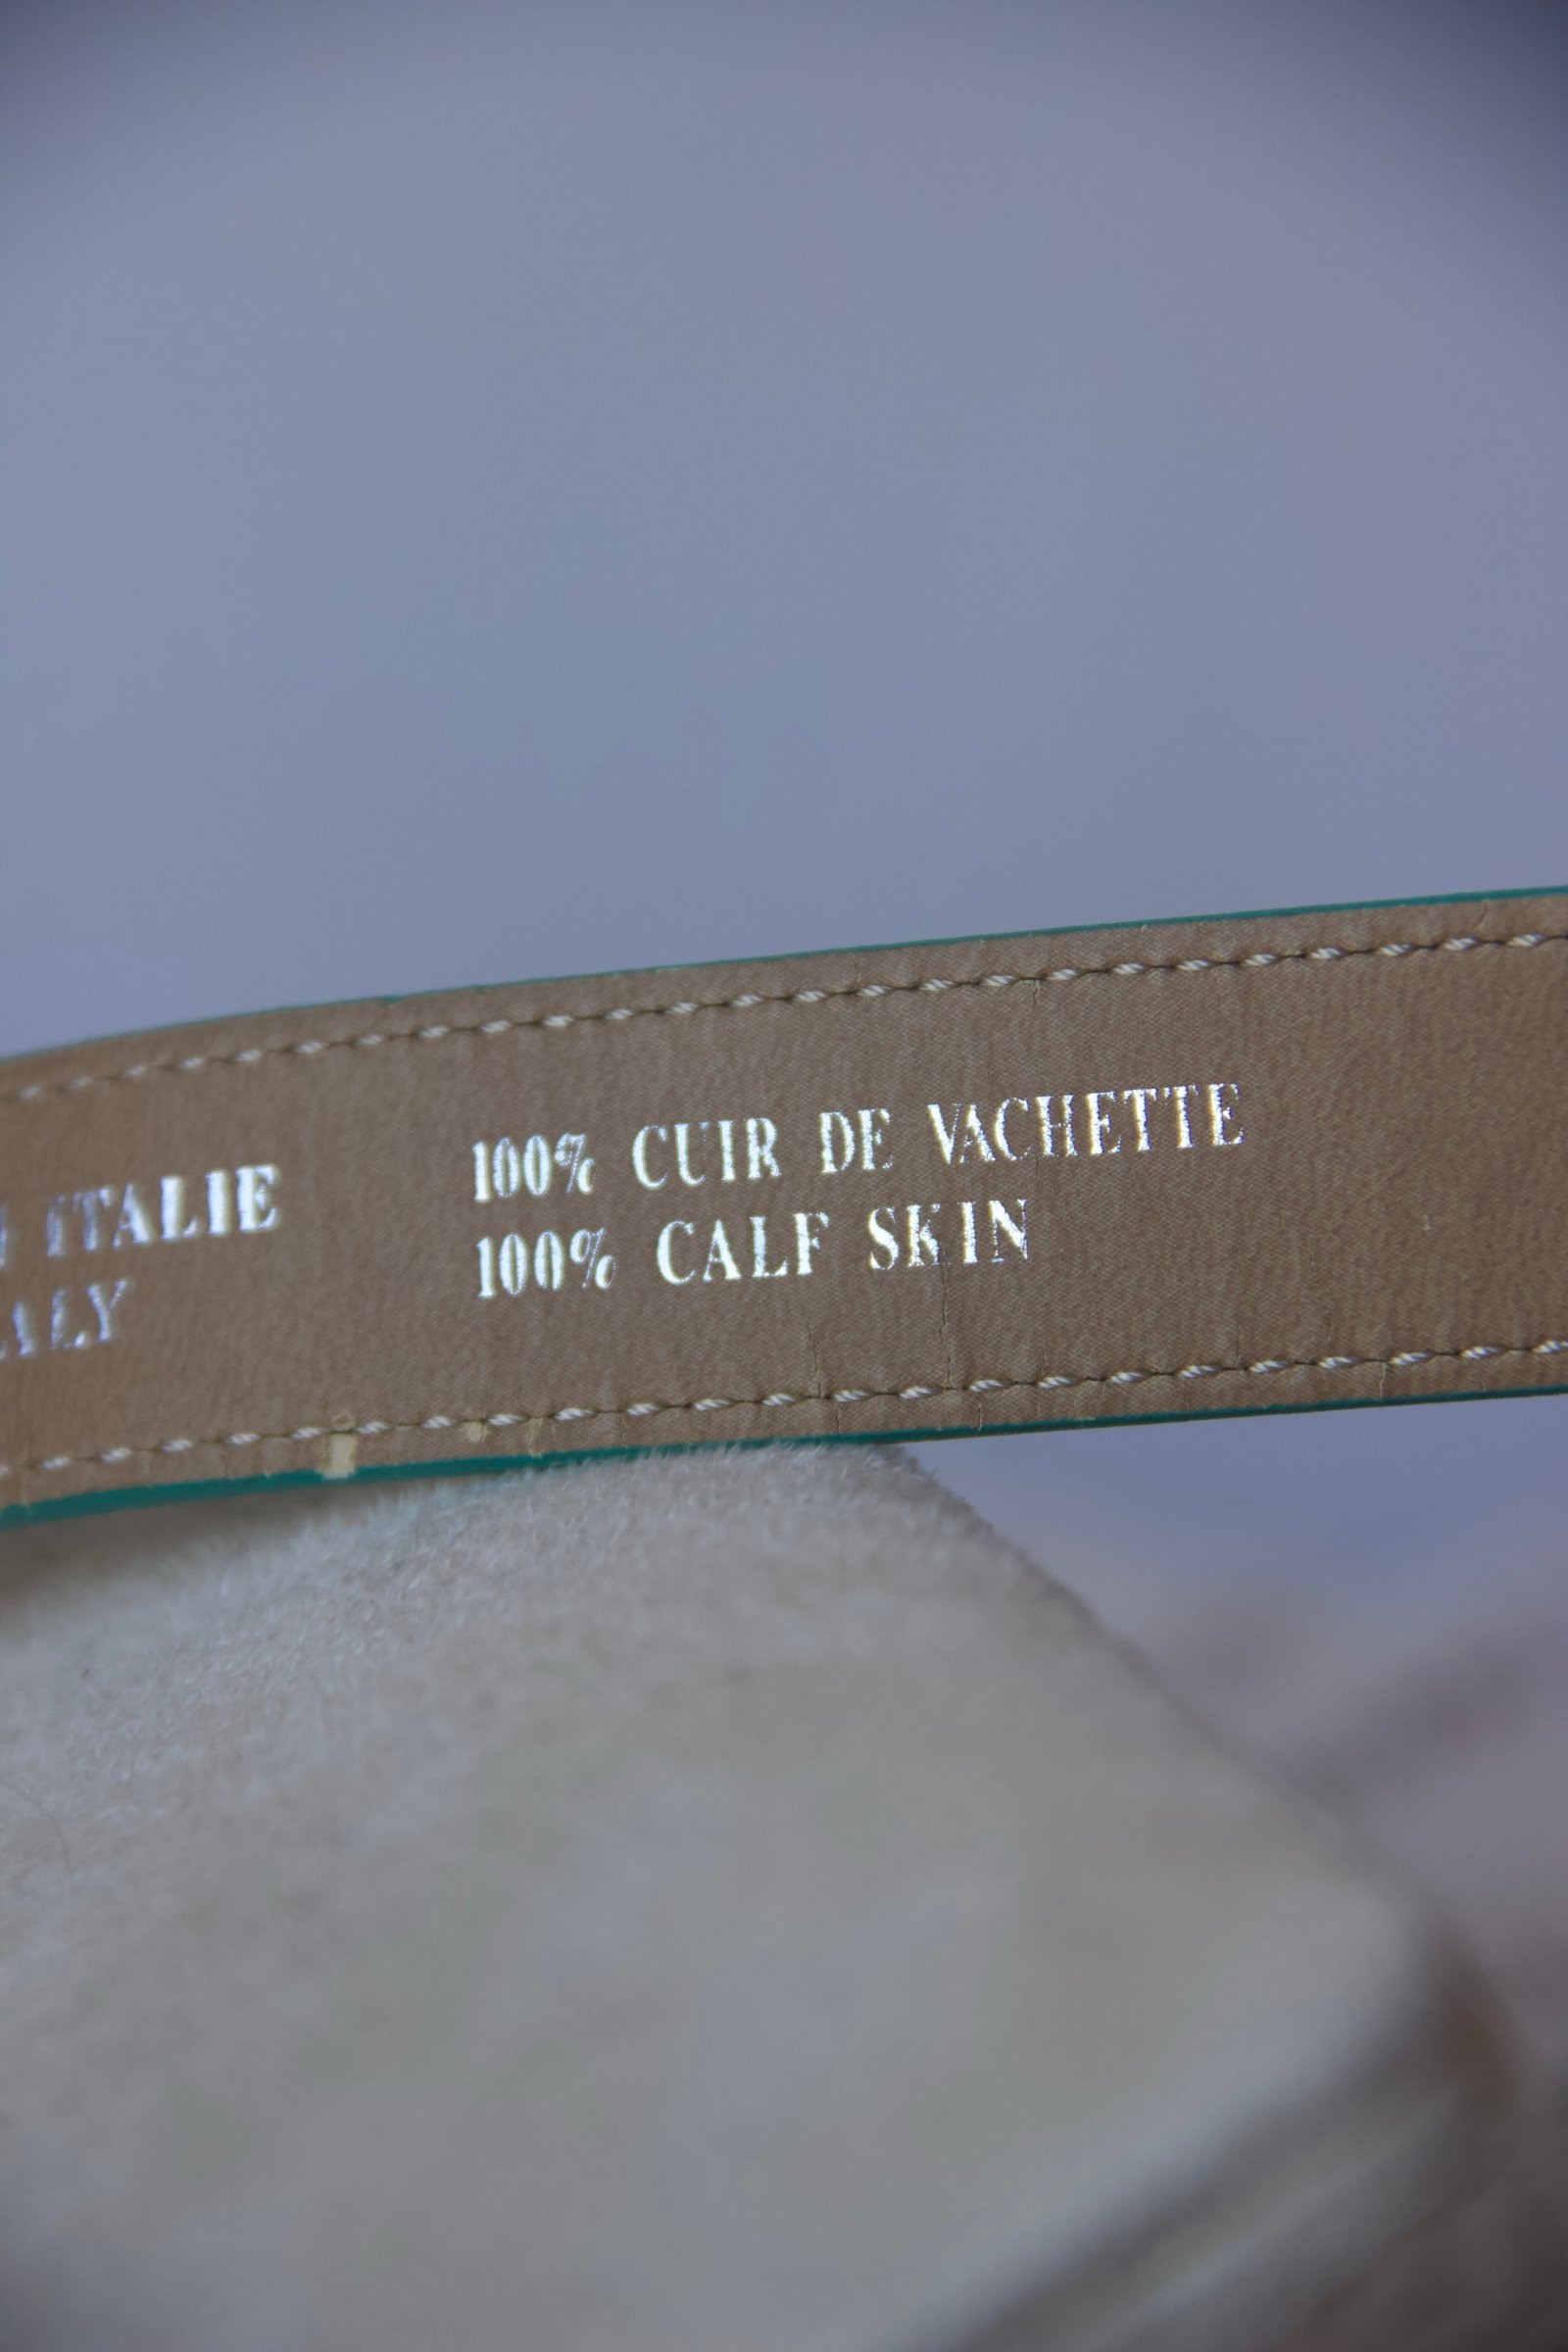 ITALIE
100% CUIR DE VACHETTE
100% CALF SKIN